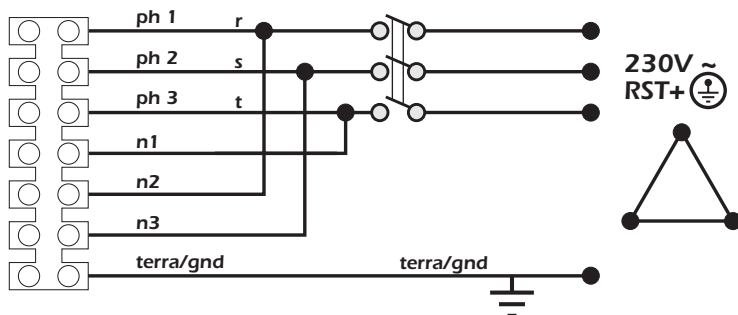 ph 1 r
ph 2 s
ph 3 t
n1
n2
n3
terra/gnd terra/gnd
230V ~
RST+